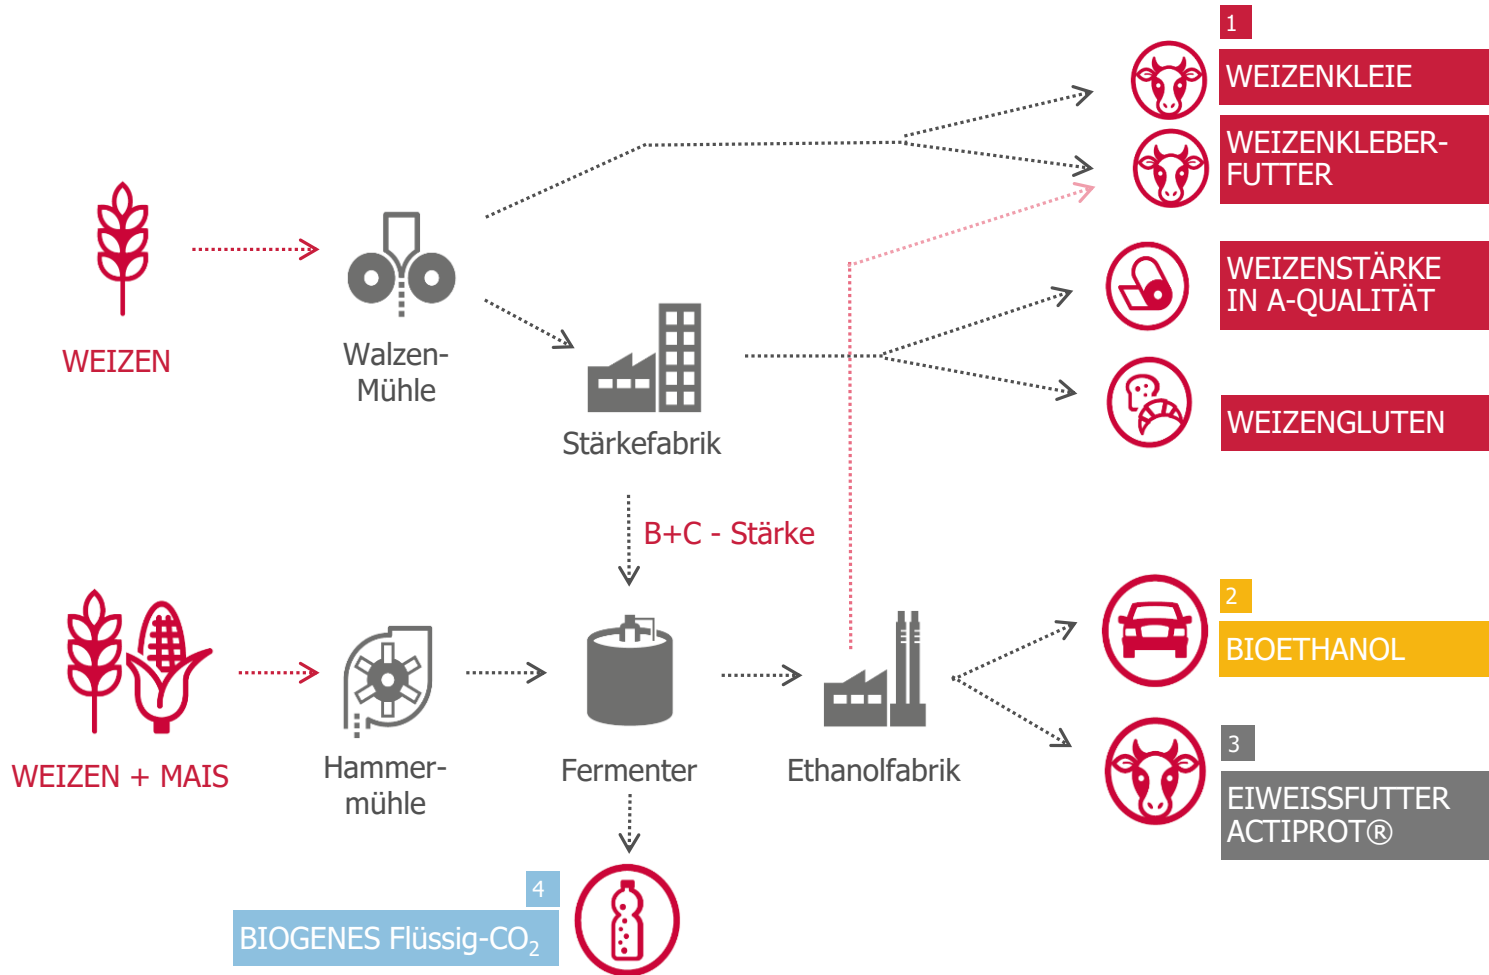 1
WEIZENKLEIE
WEIZENKLEBER-
FUTTER
WEIZENSTÄRKE
IN A-QUALITÄT
WEIZENGLUTEN
WEIZEN
Walzen-
Mühle
Stärkefabrik
B+C - Stärke
WEIZEN + MAIS
Hammer-
mühle
Fermenter
Ethanolfabrik
2
BIOETHANOL
3
EIWEISSFUTTER
ACTIPROT®
4
BIOGENES Flüssig-CO₂